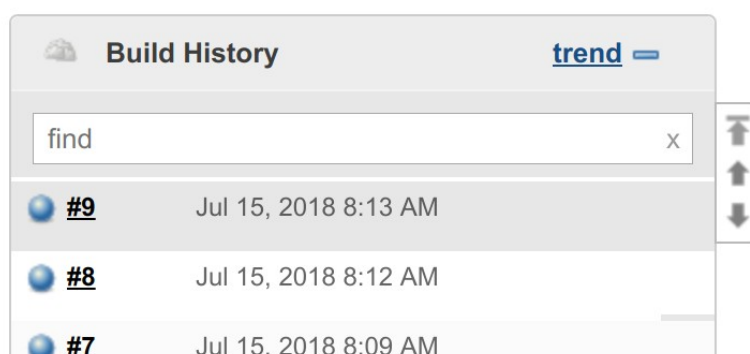 Build History trend
find x
#9 Jul 15, 2018 8:13 AM
#8 Jul 15, 2018 8:12 AM
#7 Jul 15, 2018 8:09 AM